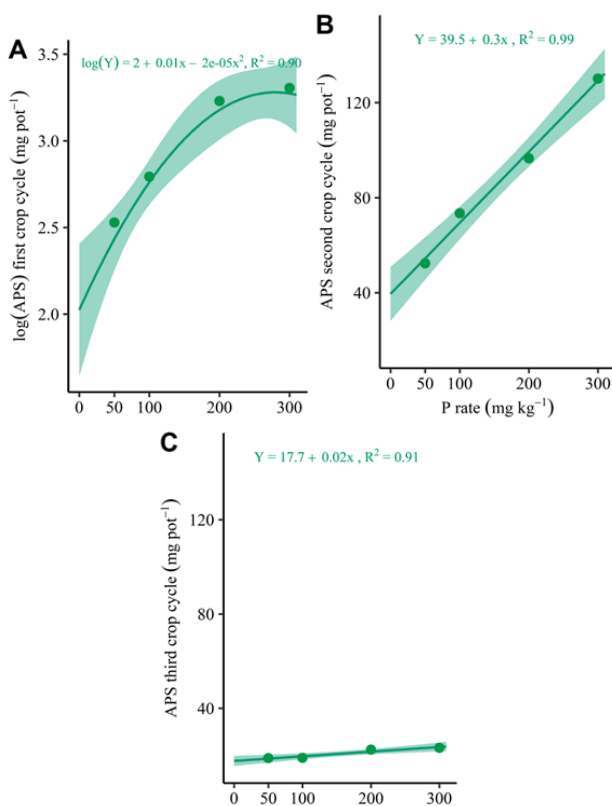 A
log(Y) = 2 + 0.01x − 2e-05x², R² = 0.90
log(APS) first crop cycle (mg pot⁻¹)
3.5
3.0
2.5
2.0
0 50 100 200 300
B
Y = 39.5 + 0.3x , R² = 0.99
APS second crop cycle (mg pot⁻¹)
120
80
40
0 50 100 200 300
P rate (mg kg⁻¹)
C
Y = 17.7 + 0.02x , R² = 0.91
APS third crop cycle (mg pot⁻¹)
120
80
40
0 50 100 200 300